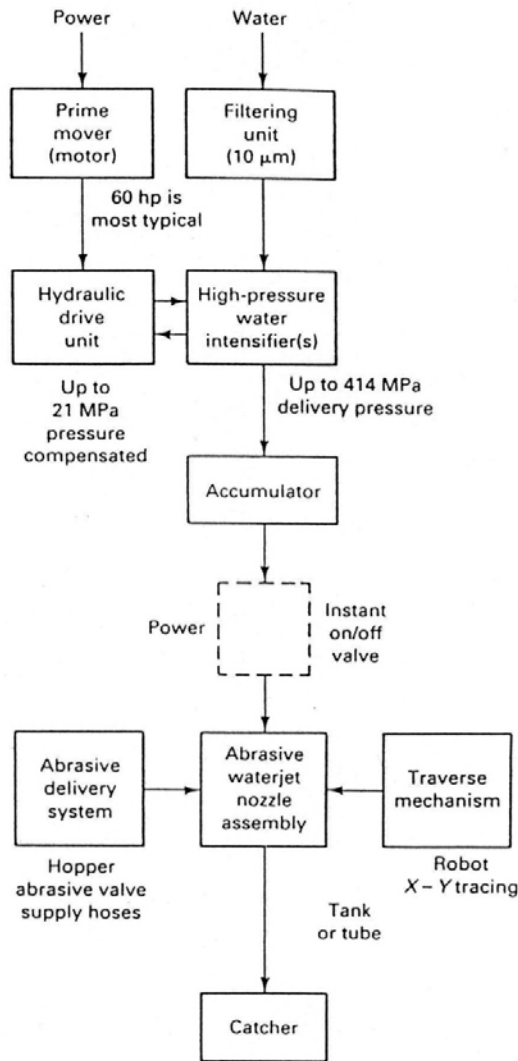 Power
Water
Prime
mover
(motor)
Filtering
unit
(10 μm)
60 hp is
most typical
Hydraulic
drive
unit
High-pressure
water
intensifier(s)
Up to
21 MPa
pressure
compensated
Up to 414 MPa
delivery pressure
Accumulator
Power
Instant
on/off
valve
Abrasive
delivery
system
Abrasive
waterjet
nozzle
assembly
Traverse
mechanism
Hopper
abrasive valve
supply hoses
Robot
X – Y tracing
Tank
or tube
Catcher